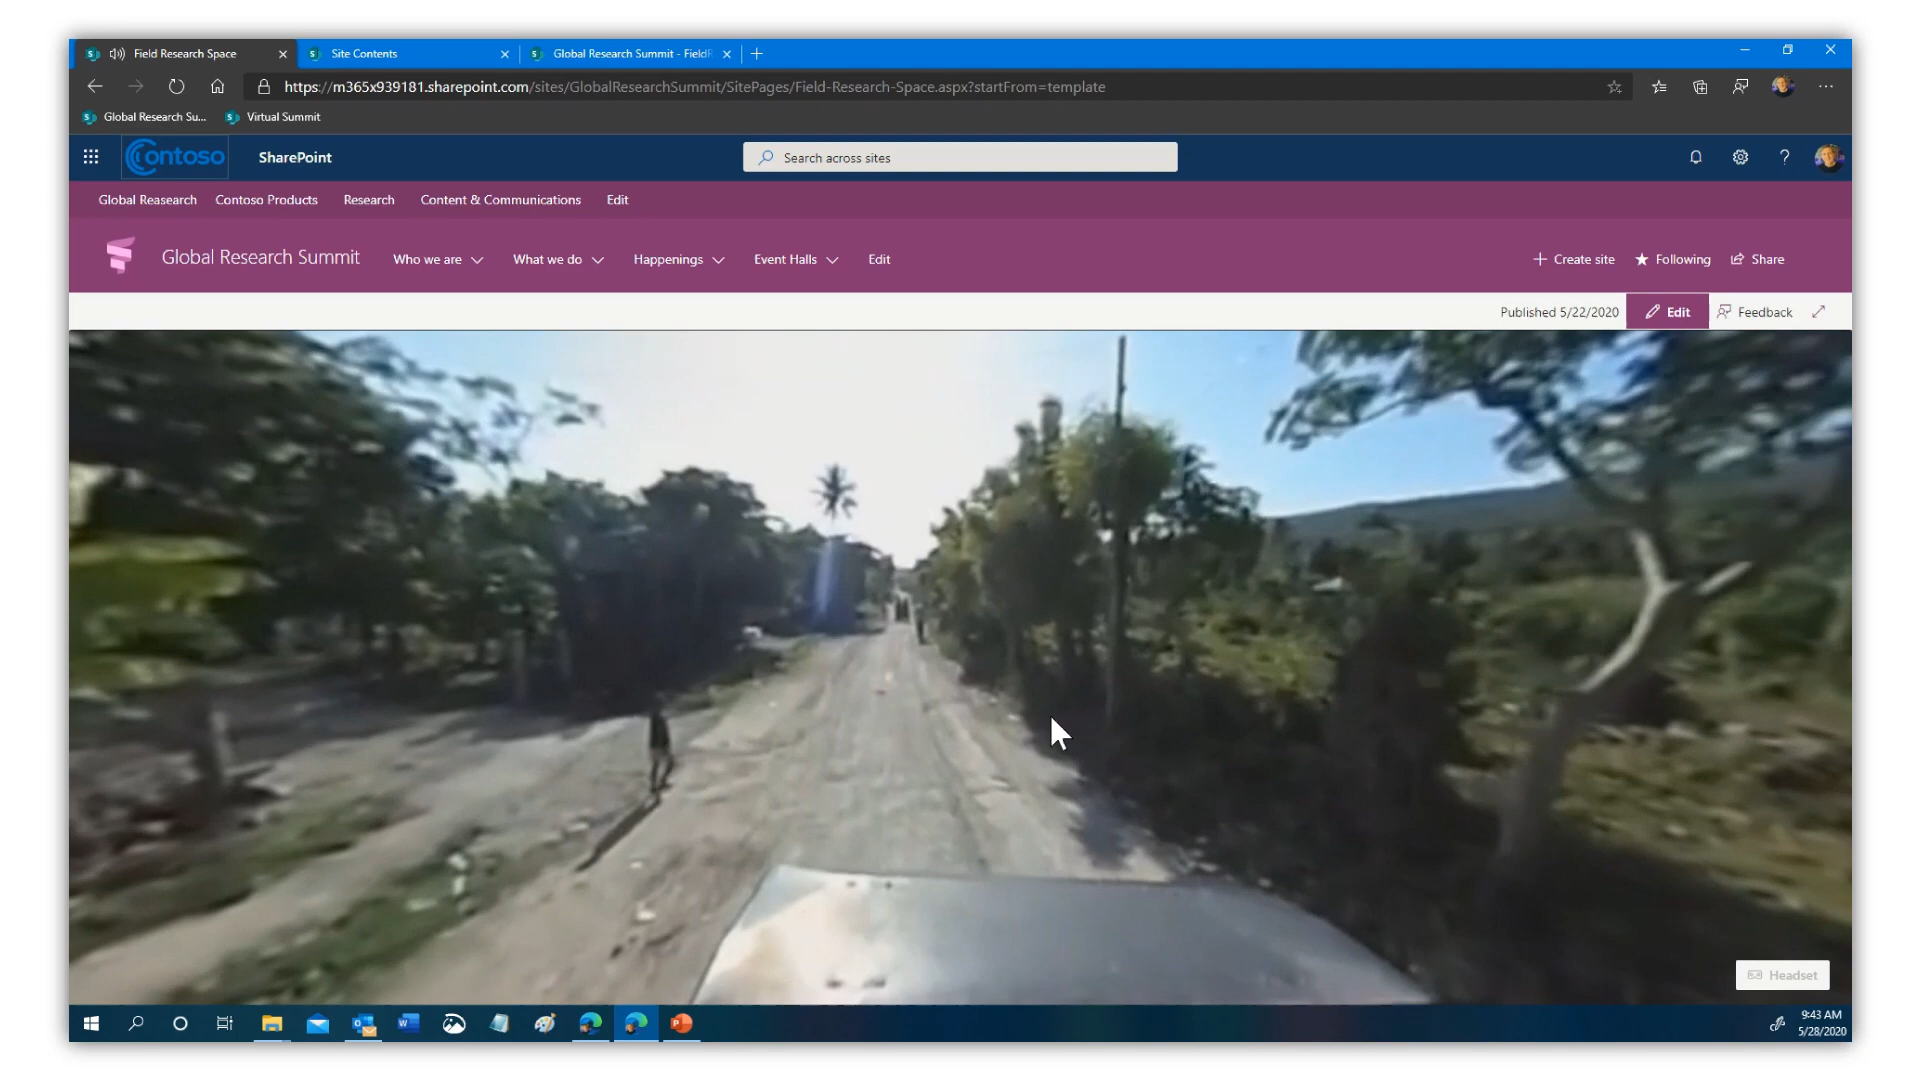 Field Research Space
Site Contents
Global Research Summit - FieldR
https://m365x939181.sharepoint.com/sites/GlobalResearchSummit/SitePages/Field-Research-Space.aspx?startFrom=template
Global Research Su... Virtual Summit
Contoso SharePoint Search across sites
Global Reasearch Contoso Products Research Content & Communications Edit
Global Research Summit Who we are What we do Happenings Event Halls Edit + Create site Following Share
Published 5/22/2020 Edit Feedback
Headset
9:43 AM
5/28/2020